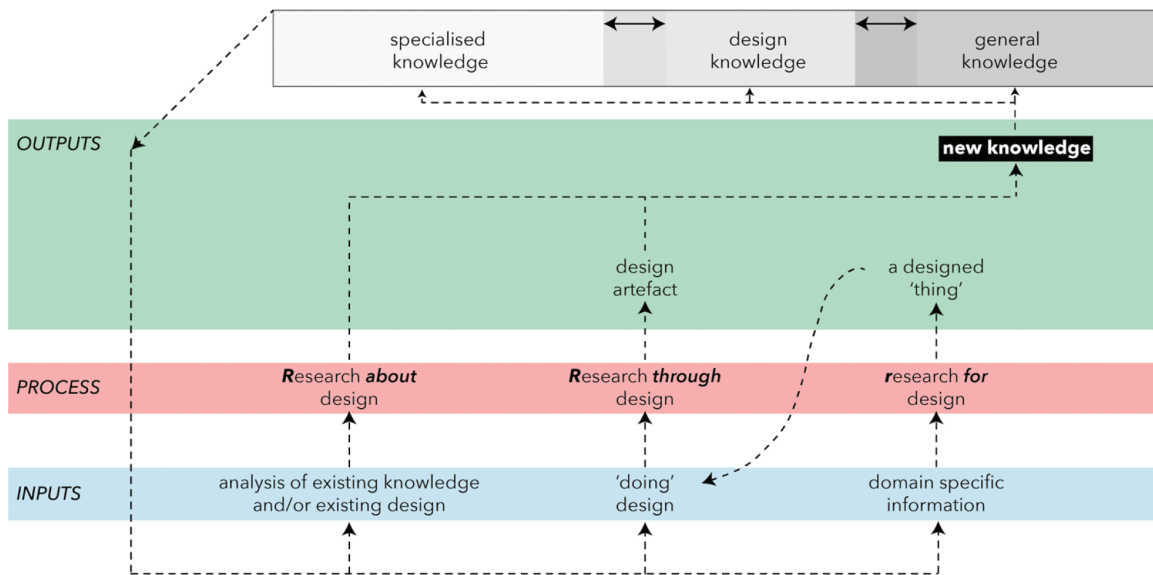 specialised
knowledge
design
knowledge
general
knowledge
OUTPUTS
new knowledge
design
artefact
a designed
‘thing’
PROCESS
Research about
design
Research through
design
research for
design
INPUTS
analysis of existing knowledge
and/or existing design
‘doing’
design
domain specific
information